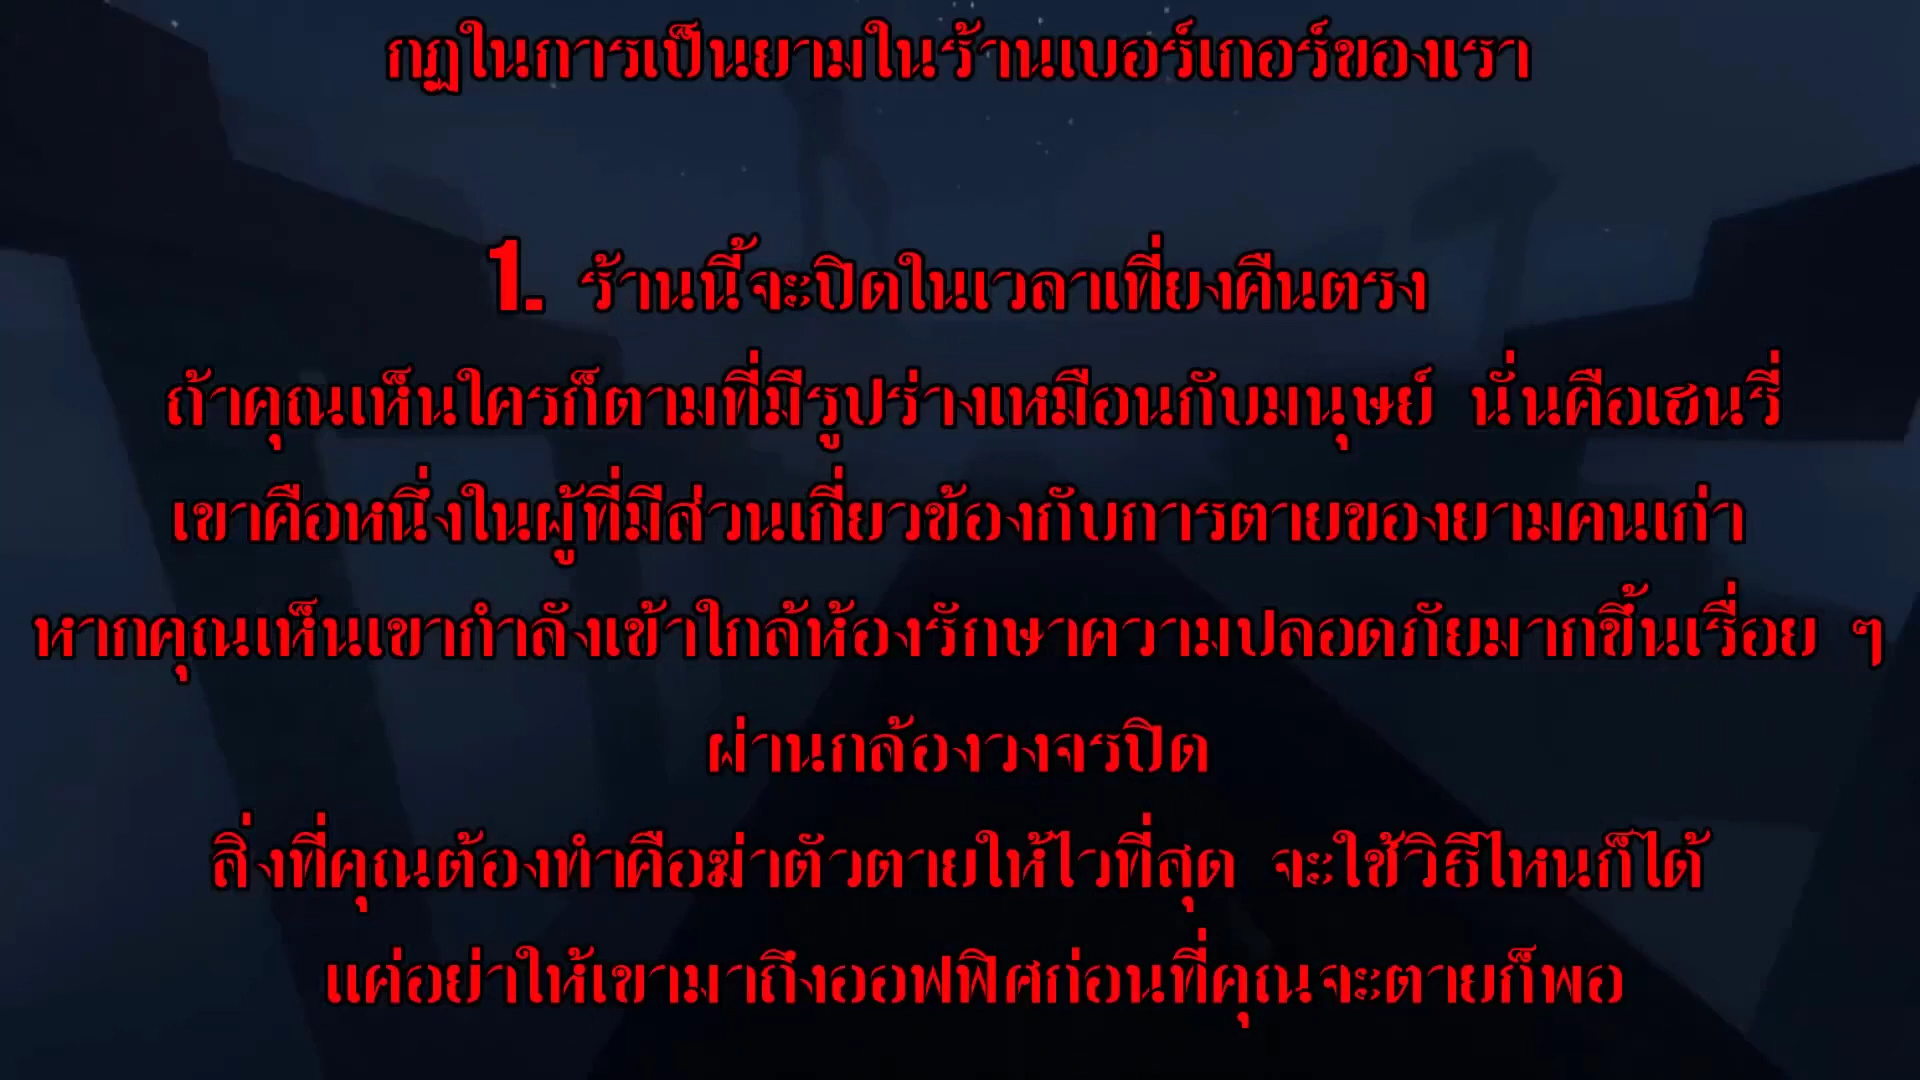 กฏในการเป็นยามในร้านเบอร์เกอร์ของเรา
1. ร้านนี้จะปิดในเวลาเที่ยงคืนตรง
ถ้าคุณเห็นใครก็ตามที่มีรูปร่างเหมือนกับมนุษย์ นั่นคือเฮนรี่
เขาคือหนึ่งในผู้ที่มีส่วนเกี่ยวข้องกับการตายของยามคนเก่า
หากคุณเห็นเขากำลังเข้าใกล้ห้องรักษาความปลอดภัยมากขึ้นเรื่อย ๆ
ผ่านกล้องวงจรปิด
สิ่งที่คุณต้องทำคือฆ่าตัวตายให้ไวที่สุด จะใช้วิธีไหนก็ได้
แค่อย่าให้เขามาถึงออฟฟิศก่อนที่คุณจะตายก็พอ